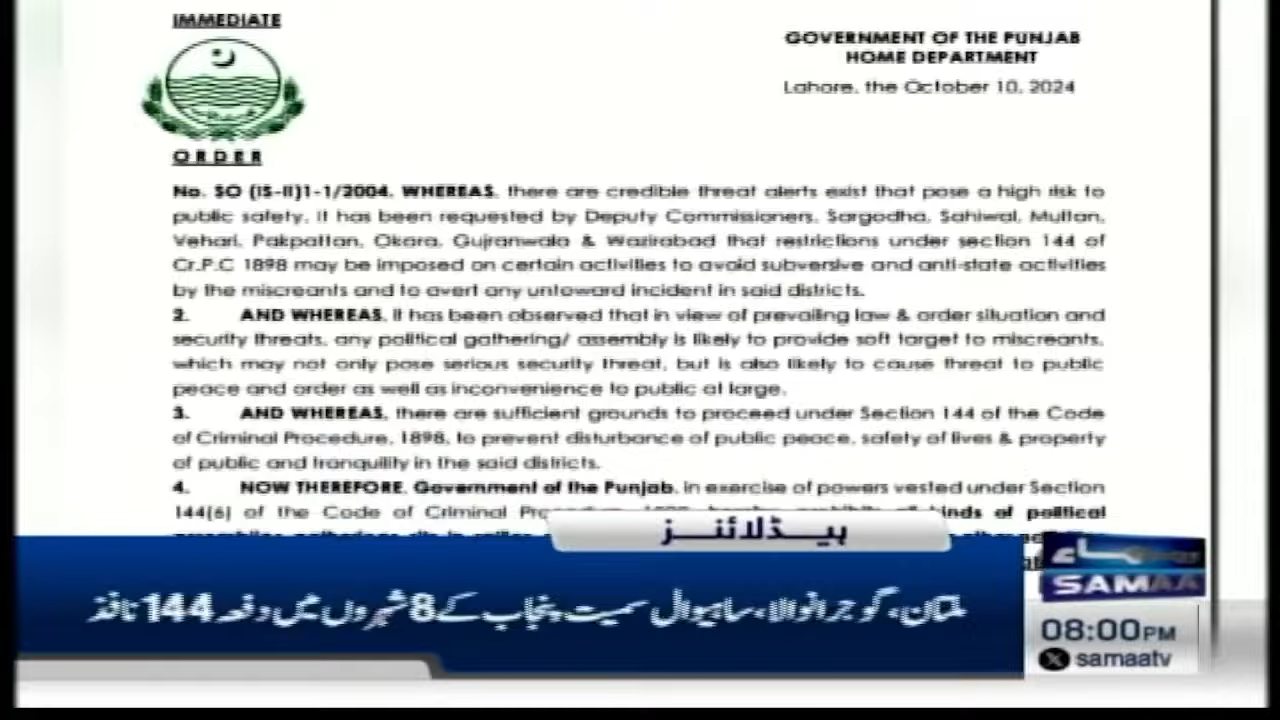 IMMEDIATE
GOVERNMENT OF THE PUNJAB
HOME DEPARTMENT
Lahore, the October 10, 2024
ORDER
No. SO (IS-II)1-1/2004. WHEREAS, there are credible threat alerts exist that pose a high risk to
public safety. It has been requested by Deputy Commissioners, Sargodha, Sahiwal, Multan,
Vehari, Pakpattan, Okara, Gujranwala & Wazirabad that restrictions under section 144 of
Cr.P.C 1898 may be imposed on certain activities to avoid subversive and anti-state activities
by the miscreants and to avert any untoward incident in said districts.
2. AND WHEREAS, it has been observed that in view of prevailing law & order situation and
security threats, any political gathering/ assembly is likely to provide soft target to miscreants,
which may not only pose serious security threat, but is also likely to cause threat to public
peace and order as well as inconvenience to public at large.
3. AND WHEREAS, there are sufficient grounds to proceed under Section 144 of the Code
of Criminal Procedure, 1898, to prevent disturbance of public peace, safety of lives & property
of public and tranquility in the said districts.
4. NOW THEREFORE, Government of the Punjab, in exercise of powers vested under Section
144(6) of the Code of Criminal of political
ہیڈلائنز
ملتان، گوجرانوالا، ساہیوال سمیت پنجاب کے 8 شہروں میں دفعہ 144 نافذ
سماء
SAMAA
08:00 PM
X samaatv